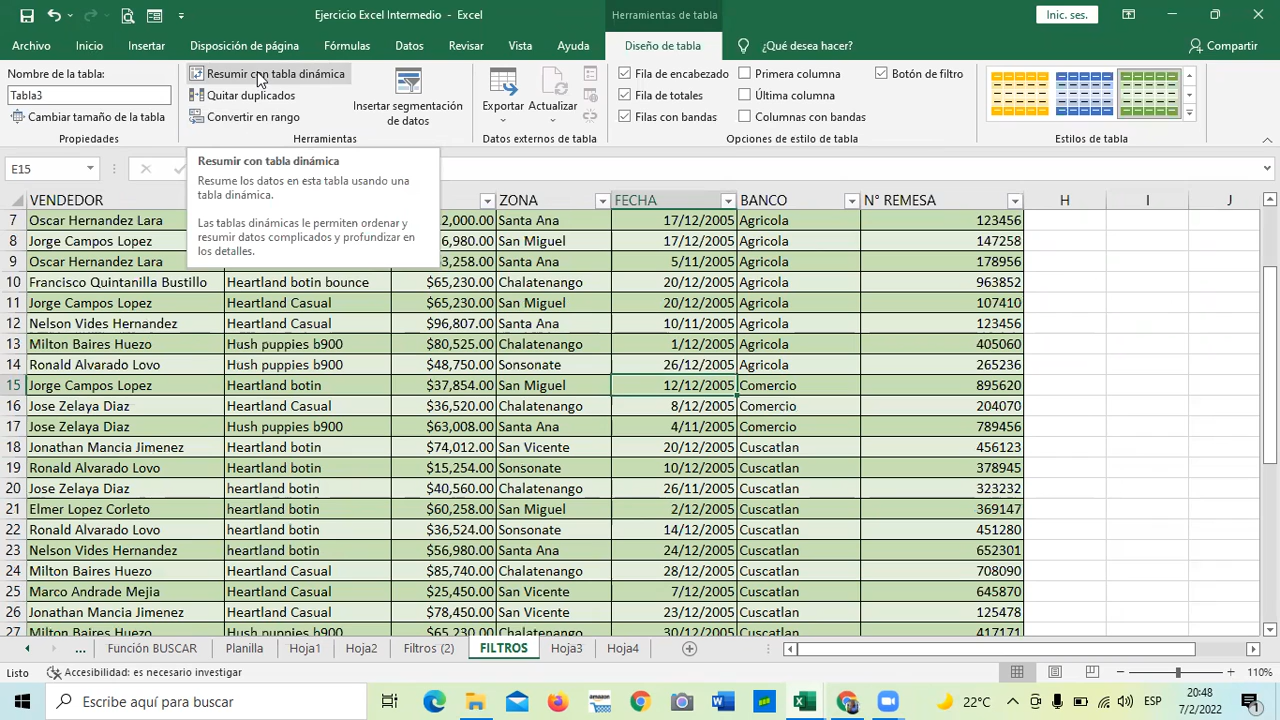 Ejercicio Excel Intermedio - Excel
Herramientas de tabla
Inic. ses.
Archivo Inicio Insertar Disposición de página Fórmulas Datos Revisar Vista Ayuda Diseño de tabla ¿Qué desea hacer? Compartir
Nombre de la tabla:
Tabla3
Cambiar tamaño de la tabla
Propiedades
Resumir con tabla dinámica
Quitar duplicados
Convertir en rango
Insertar segmentación
de datos
Herramientas
Exportar Actualizar
Datos externos de tabla
Fila de encabezado Primera columna Botón de filtro
Fila de totales Última columna
Filas con bandas Columnas con bandas
Opciones de estilo de tabla
Estilos de tabla
E15
Resumir con tabla dinámica
Resume los datos en esta tabla usando una
tabla dinámica.
Las tablas dinámicas le permiten ordenar y
resumir datos complicados y profundizar en
los detalles.
VENDEDOR ZONA FECHA BANCO N° REMESA H I J
7 Oscar Hernandez Lara 2,000.00 Santa Ana 17/12/2005 Agricola 123456
8 Jorge Campos Lopez 6,980.00 San Miguel 17/12/2005 Agricola 147258
9 Oscar Hernandez Lara 3,258.00 Santa Ana 5/11/2005 Agricola 178956
10 Francisco Quintanilla Bustillo Heartland botin bounce $65,230.00 Chalatenango 20/12/2005 Agricola 963852
11 Jorge Campos Lopez Heartland Casual $65,230.00 San Miguel 20/12/2005 Agricola 107410
12 Nelson Vides Hernandez Heartland Casual $96,807.00 Santa Ana 10/11/2005 Agricola 123456
13 Milton Baires Huezo Hush puppies b900 $80,525.00 Chalatenango 1/12/2005 Agricola 405060
14 Ronald Alvarado Lovo Hush puppies b900 $48,750.00 Sonsonate 26/12/2005 Agricola 265236
15 Jorge Campos Lopez Heartland botin $37,854.00 San Miguel 12/12/2005 Comercio 895620
16 Jose Zelaya Diaz Heartland Casual $36,520.00 Chalatenango 8/12/2005 Comercio 204070
17 Jose Zelaya Diaz Hush puppies b900 $63,008.00 Santa Ana 4/11/2005 Comercio 789456
18 Jonathan Mancia Jimenez Heartland botin $74,012.00 San Vicente 20/12/2005 Cuscatlan 456123
19 Ronald Alvarado Lovo Heartland botin $15,254.00 Sonsonate 10/12/2005 Cuscatlan 378945
20 Jose Zelaya Diaz heartland botin $40,560.00 Chalatenango 26/11/2005 Cuscatlan 323232
21 Elmer Lopez Corleto heartland botin $60,258.00 San Miguel 2/12/2005 Cuscatlan 369147
22 Ronald Alvarado Lovo heartland botin $36,524.00 Sonsonate 14/12/2005 Cuscatlan 451280
23 Nelson Vides Hernandez heartland botin $56,980.00 Santa Ana 24/12/2005 Cuscatlan 652301
24 Milton Baires Huezo Heartland Casual $85,740.00 Chalatenango 28/12/2005 Cuscatlan 708090
25 Marco Andrade Mejia Heartland Casual $25,450.00 San Vicente 7/12/2005 Cuscatlan 645870
26 Jonathan Mancia Jimenez Heartland Casual $78,450.00 San Vicente 23/12/2005 Cuscatlan 125478
27 Milton Baires Huezo Hush puppies b900 $65,230.00 Chalatenango 30/12/2005 Cuscatlan 417171
... Función BUSCAR Planilla Hoja1 Hoja2 Filtros (2) FILTROS Hoja3 Hoja4
Listo Accesibilidad: es necesario investigar 110%
Escribe aquí para buscar 22°C ESP 20:48
7/2/2022